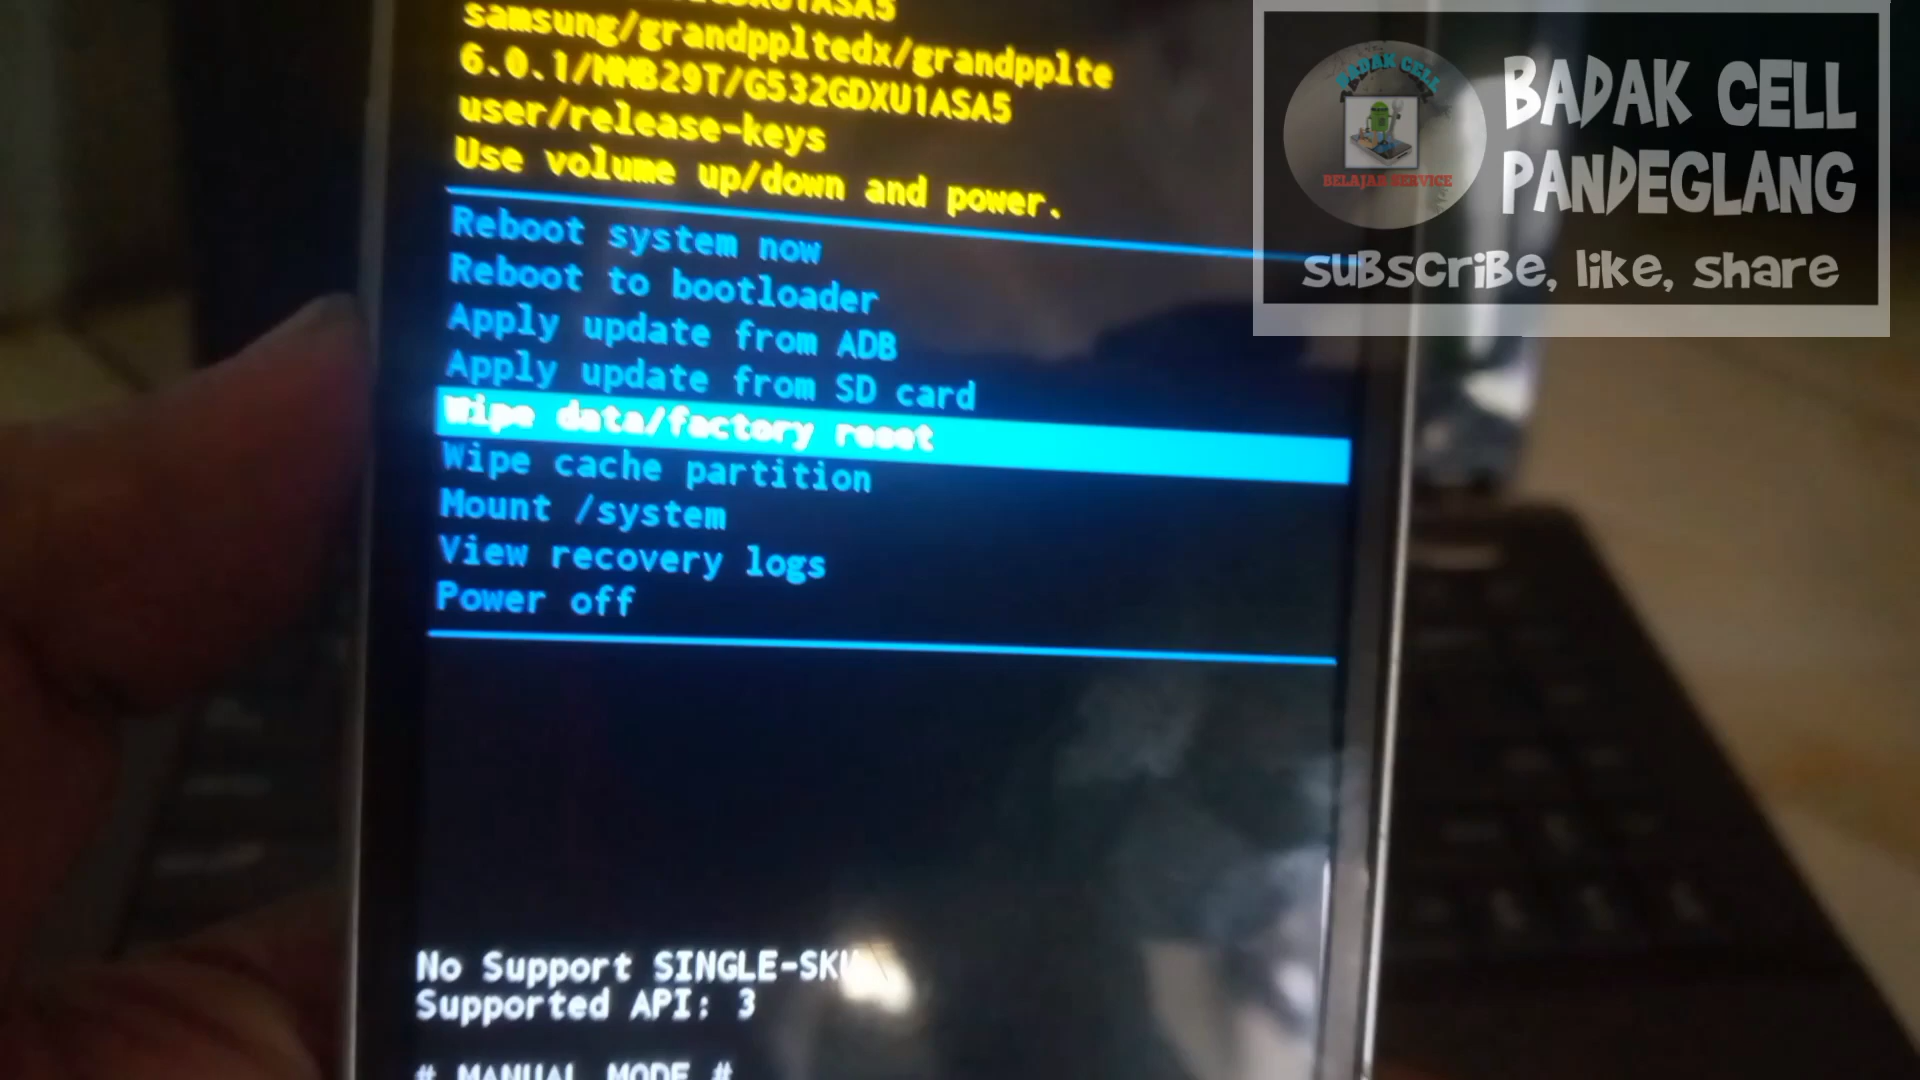 samsung/grandppltedx/grandpplte
6.0.1/MMB29T/G532GDXU1ASA5
user/release-keys
Use volume up/down and power.
Reboot system now
Reboot to bootloader
Apply update from ADB
Apply update from SD card
Wipe data/factory reset
Wipe cache partition
Mount /system
View recovery logs
Power off
No Support SINGLE-SKU
Supported API: 3
# MANUAL MODE #
BADAK CELL
BELAJAR SERVICE
BADAK CELL
PANDEGLANG
subscribe, like, share